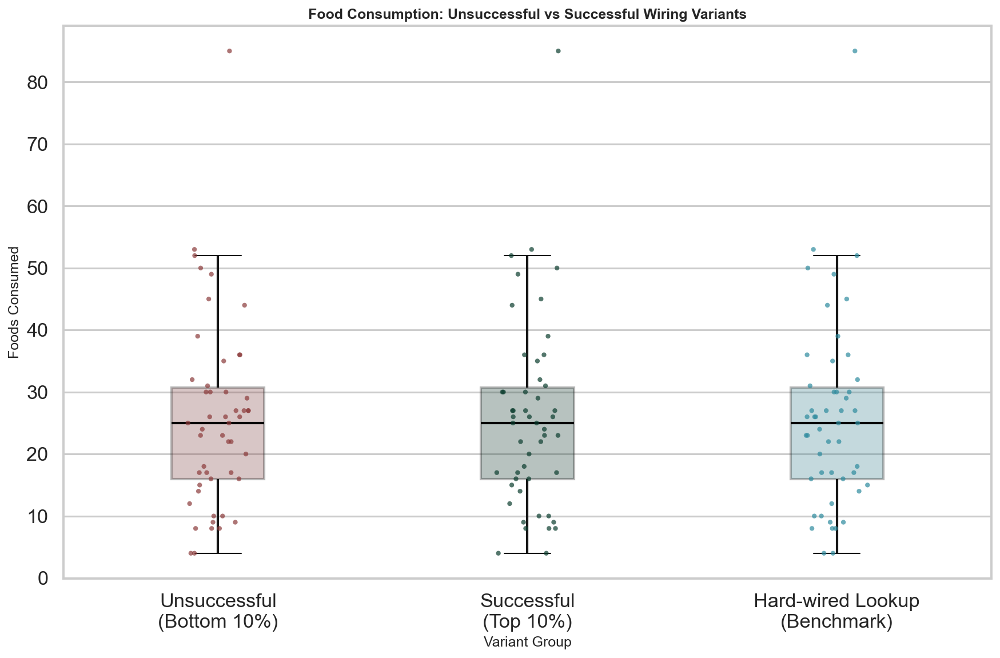 Food Consumption: Unsuccessful vs Successful Wiring Variants
Foods Consumed
80
70
60
50
40
30
20
10
0
Unsuccessful
(Bottom 10%)
Successful
(Top 10%)
Hard-wired Lookup
(Benchmark)
Variant Group